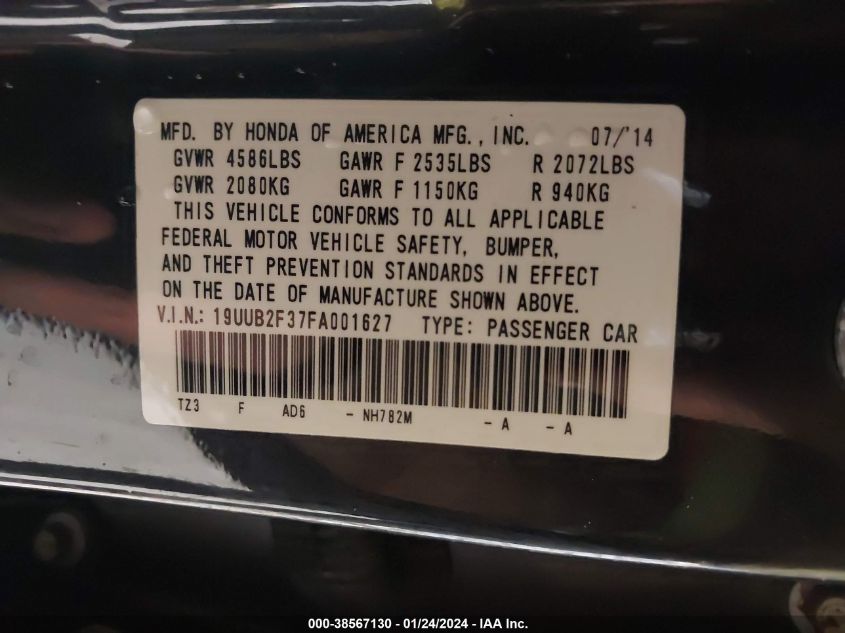 MFD. BY HONDA OF AMERICA MFG., INC. 07/'14
GVWR 4586LBS GAWR F 2535LBS R 2072LBS
GVWR 2080KG GAWR F 1150KG R 940KG
THIS VEHICLE CONFORMS TO ALL APPLICABLE
FEDERAL MOTOR VEHICLE SAFETY, BUMPER,
AND THEFT PREVENTION STANDARDS IN EFFECT
ON THE DATE OF MANUFACTURE SHOWN ABOVE.
V.I.N.: 19UUB2F37FA001627 TYPE: PASSENGER CAR
TZ3 F AD6 - NH782M - A - A
000-38567130 - 01/24/2024 - IAA Inc.